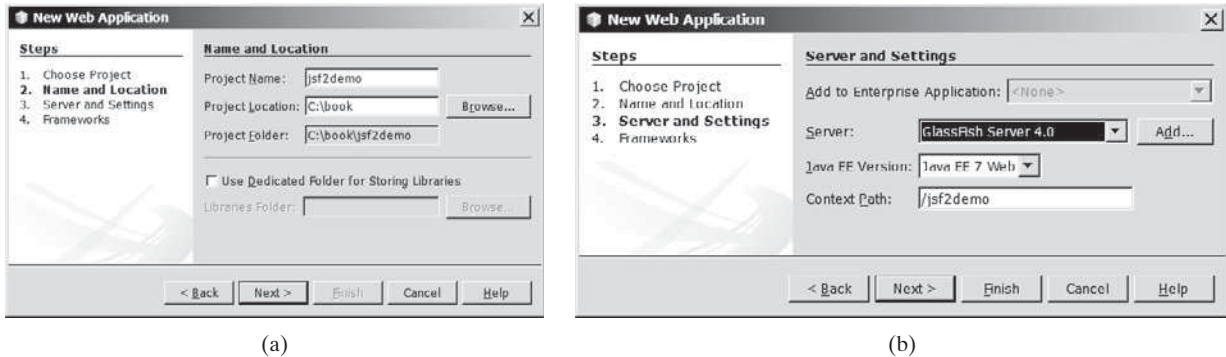 New Web Application
Steps
1. Choose Project
2. Name and Location
3. Server and Settings
4. Frameworks
Name and Location
Project Name: jsf2demo
Project Location: C:\book Browse...
Project Folder: C:\book\jsf2demo
Use Dedicated Folder for Storing Libraries
Libraries Folder: Browse...
< Back Next > Finish Cancel Help
(a)
New Web Application
Steps
1. Choose Project
2. Name and Location
3. Server and Settings
4. Frameworks
Server and Settings
Add to Enterprise Application: <None>
Server: GlassFish Server 4.0 Add...
Java EE Version: Java EE 7 Web
Context Path: /jsf2demo
< Back Next > Finish Cancel Help
(b)